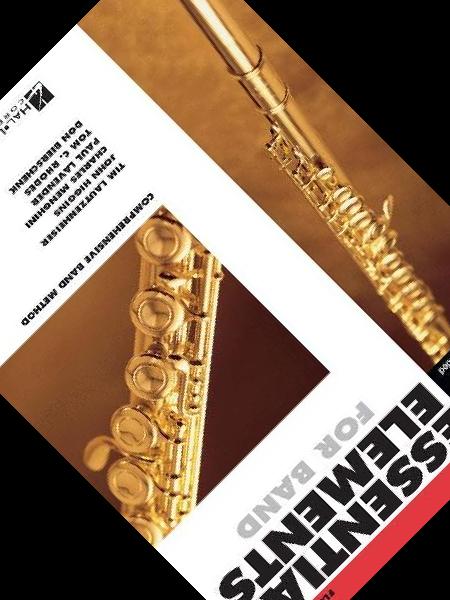 ESSENTIAL
ELEMENTS
FOR BAND
COMPREHENSIVE BAND METHOD
TIM LAUTZENHEISER
JOHN HIGGINS
CHARLES MENGHINI
PAUL LAVENDER
TOM C. RHODES
DON BIERSCHENK
HAL